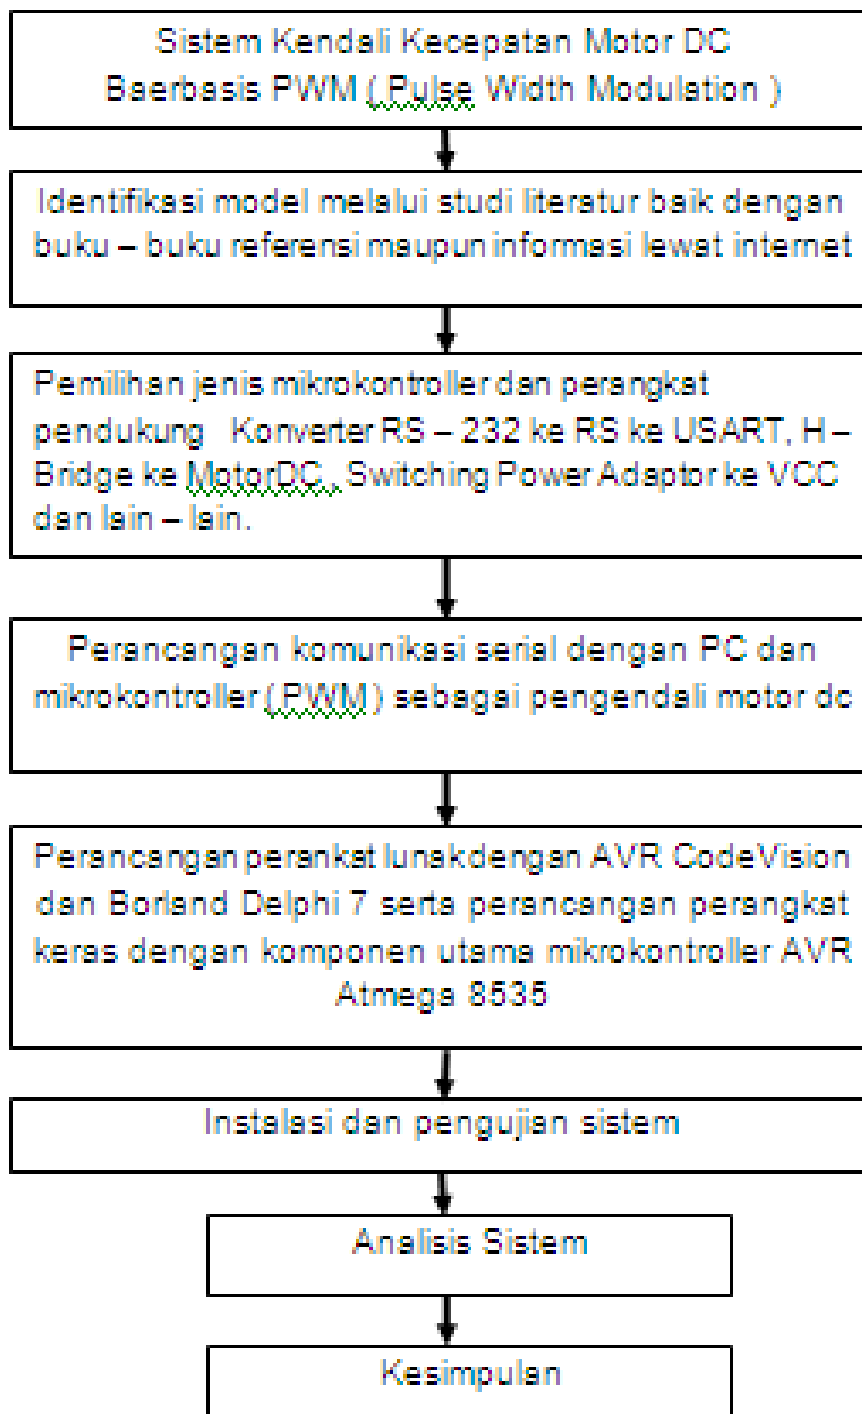 Sistem Kendali Kecepatan Motor DC
Baerbasis PWM ( Pulse Width Modulation )
Identifikasi model melalui studi literatur baik dengan
buku – buku referensi maupun informasi lewat internet
Pemilihan jenis mikrokontroller dan perangkat
pendukung Konverter RS – 232 ke RS ke USART, H –
Bridge ke MotorDC , Switching Power Adaptor ke VCC
dan lain – lain.
Perancangan komunikasi serial dengan PC dan
mikrokontroller ( PWM ) sebagai pengendali motor dc
Perancangan perankat lunak dengan AVR CodeVision
dan Borland Delphi 7 serta perancangan perangkat
keras dengan komponen utama mikrokontroller AVR
Atmega 8535
Instalasi dan pengujian sistem
Analisis Sistem
Kesimpulan